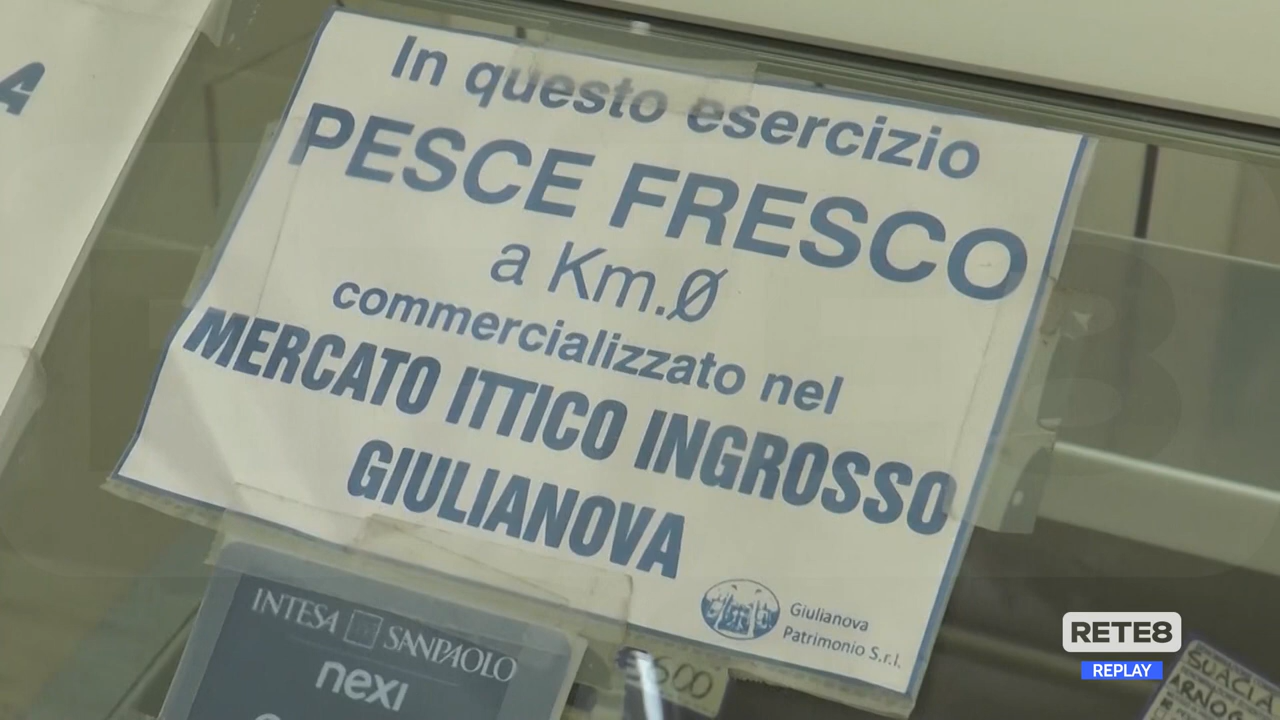 In questo esercizio
PESCE FRESCO
a Km.Ø
commercializzato nel
MERCATO ITTICO INGROSSO
GIULIANOVA
Giulianova
Patrimonio S.r.l.
INTESA SANPAOLO
nexi
RETE8
REPLAY
SUACIA